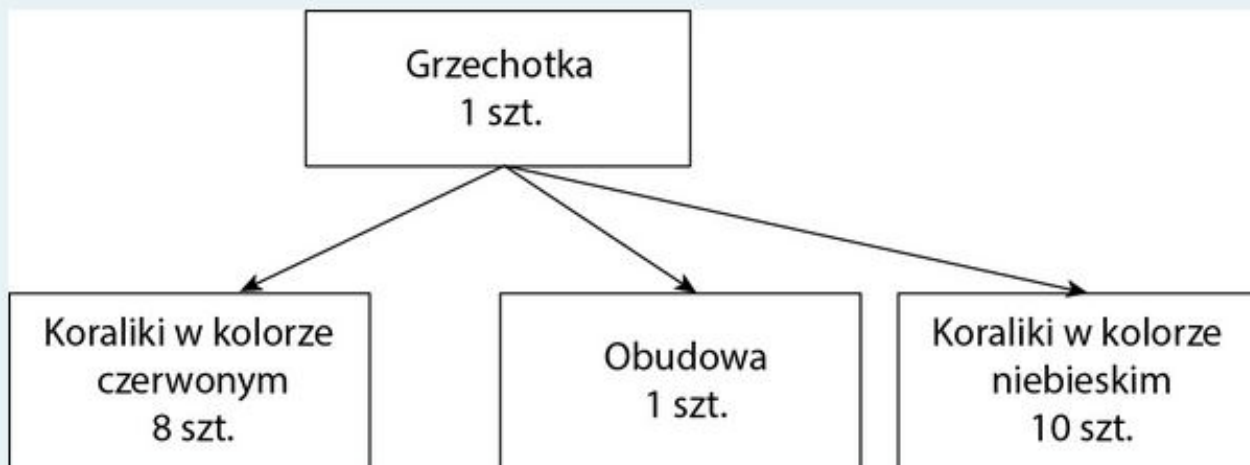 Grzechotka
1 szt.
Koraliki w kolorze
czerwonym
8 szt.
Obudowa
1 szt.
Koraliki w kolorze
niebieskim
10 szt.